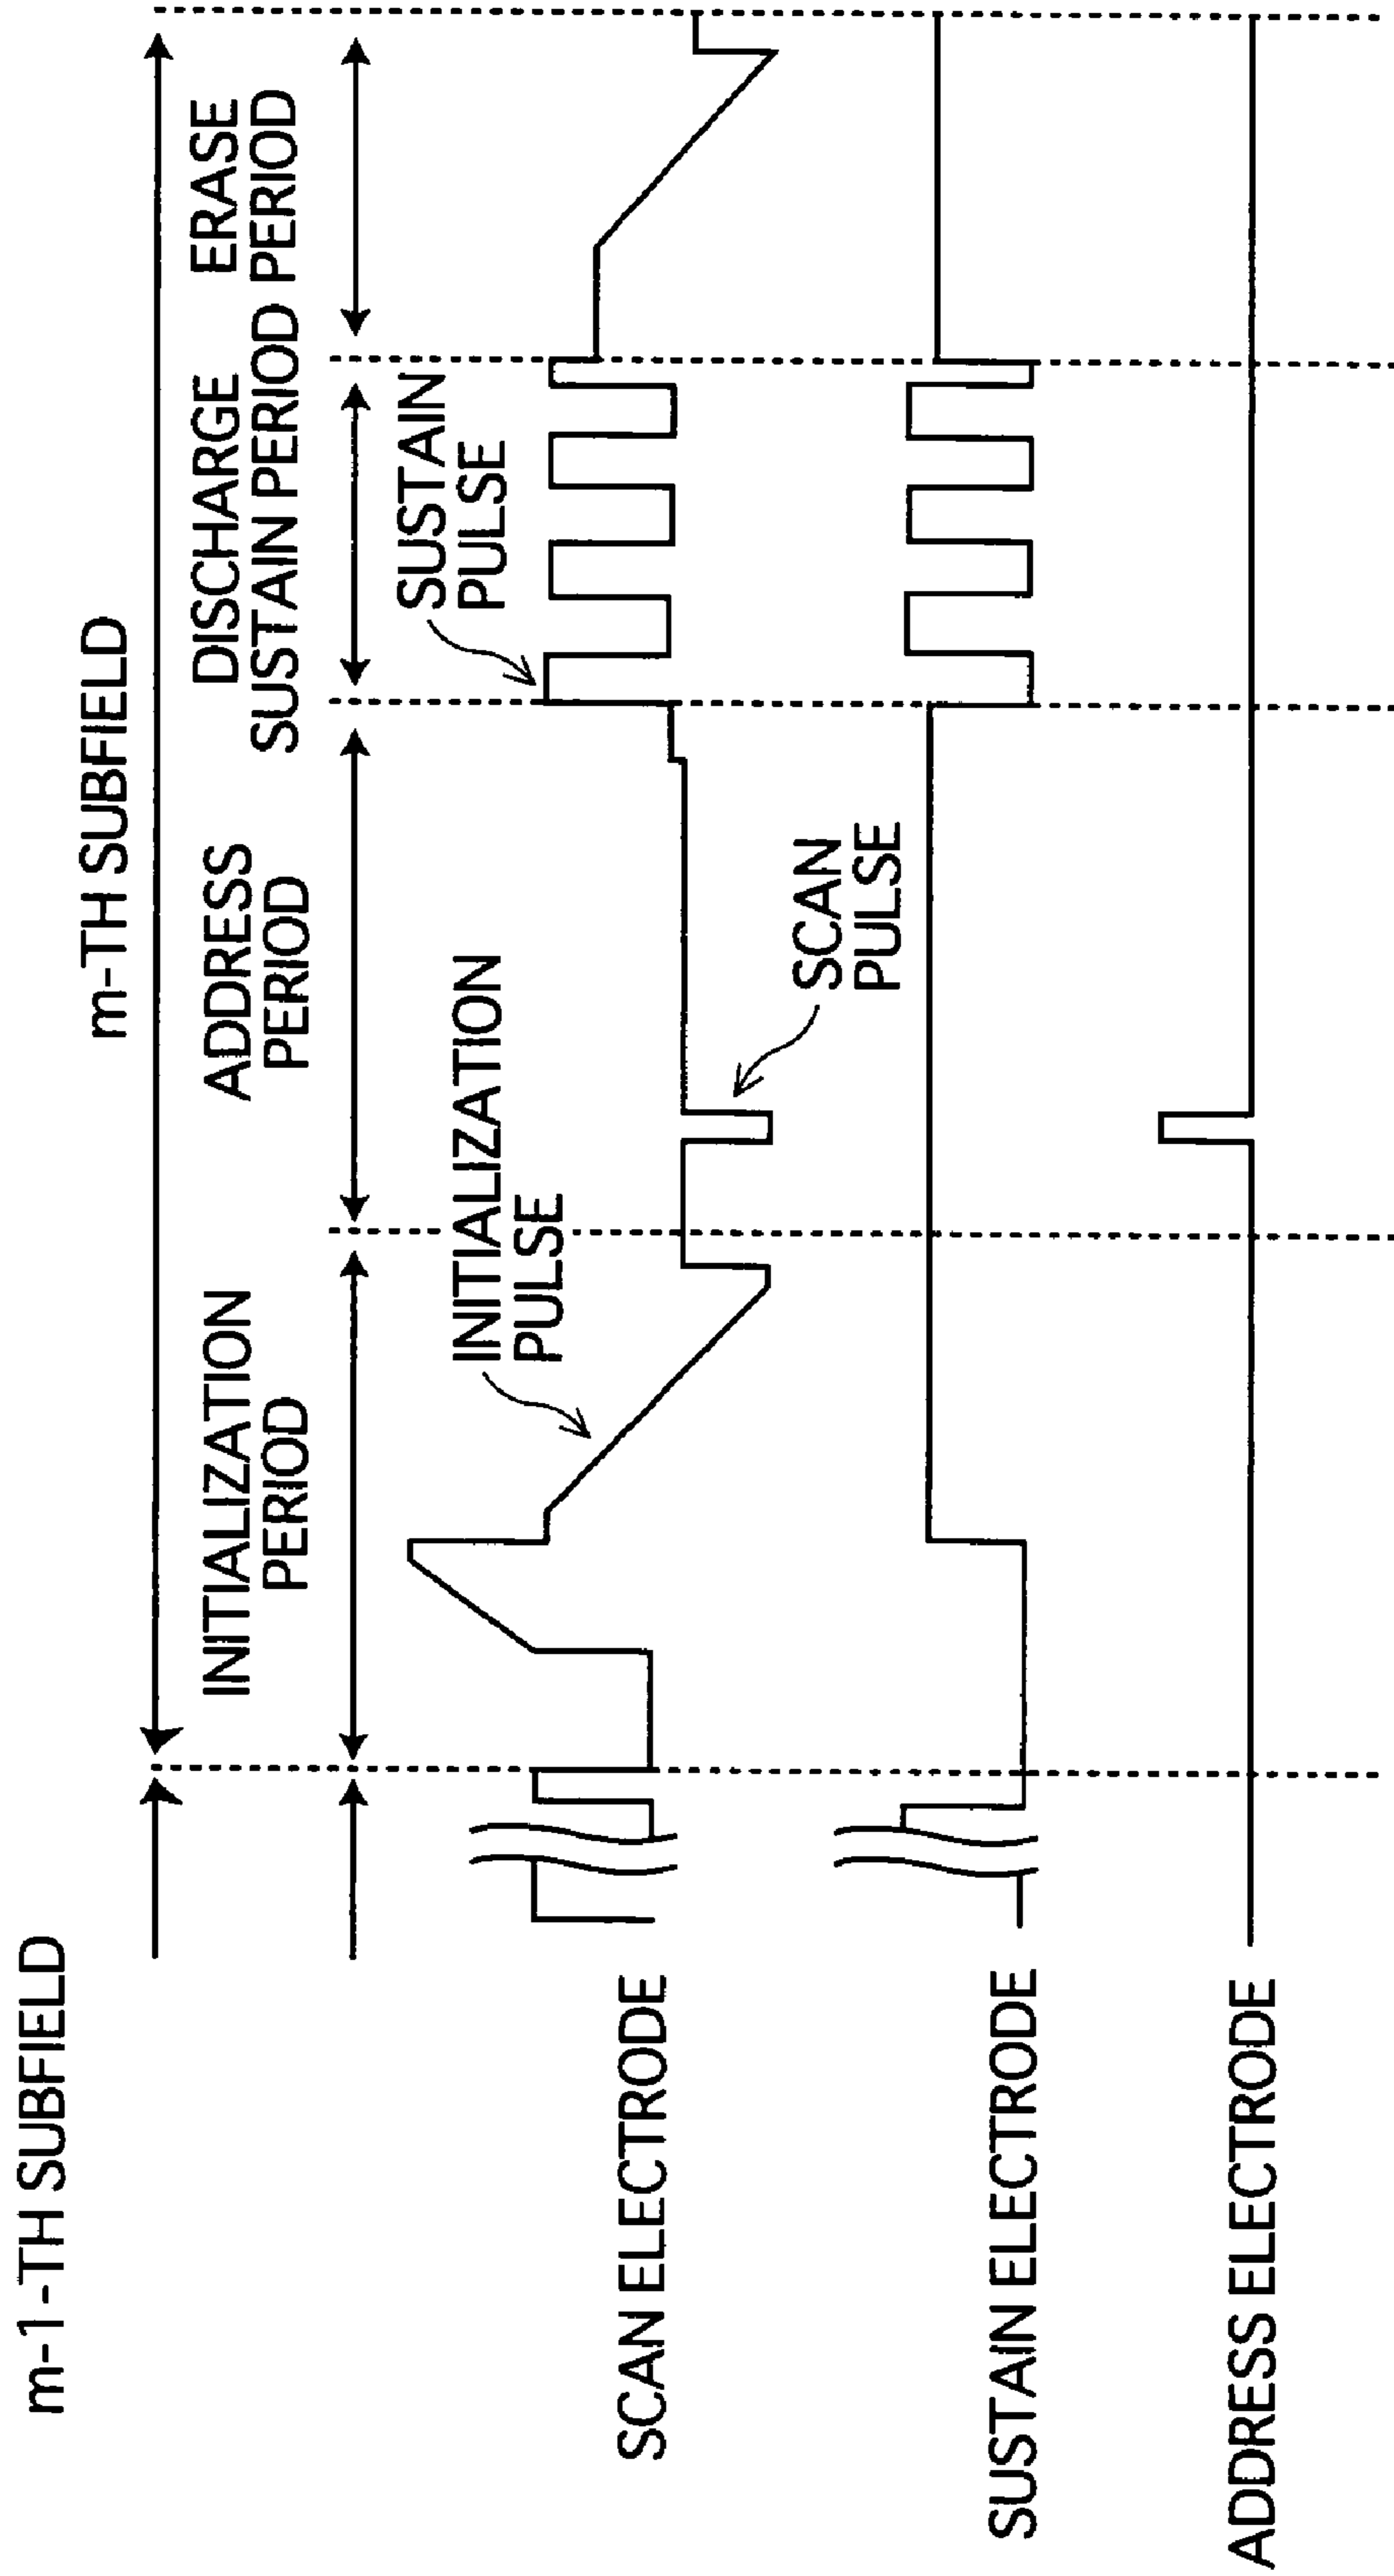 m-1-TH SUBFIELD
m-TH SUBFIELD
INITIALIZATION
PERIOD
ADDRESS
PERIOD
DISCHARGE
SUSTAIN PERIOD
ERASE
PERIOD
SUSTAIN
PULSE
INITIALIZATION
PULSE
SCAN
PULSE
SCAN ELECTRODE
SUSTAIN ELECTRODE
ADDRESS ELECTRODE